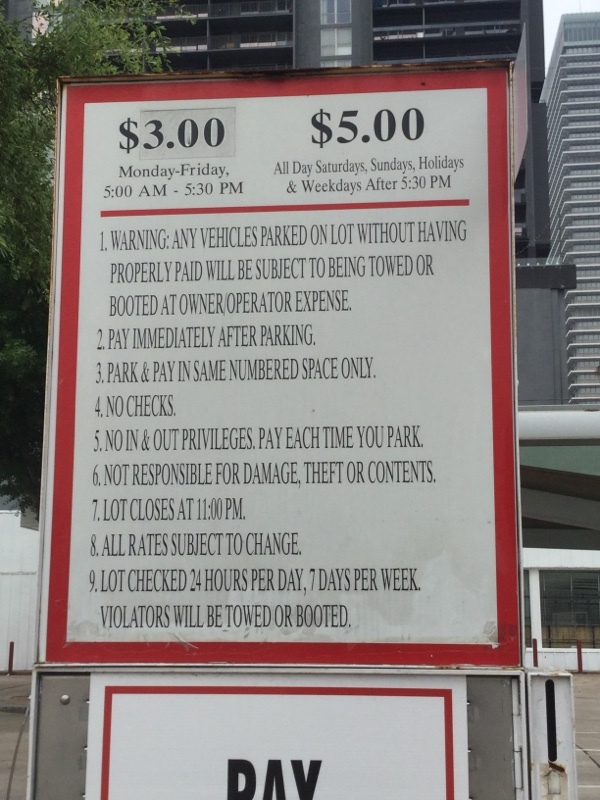 $3.00 $5.00
Monday-Friday, All Day Saturdays, Sundays, Holidays
5:00 AM - 5:30 PM & Weekdays After 5:30 PM
1. WARNING: ANY VEHICLES PARKED ON LOT WITHOUT HAVING
PROPERLY PAID WILL BE SUBJECT TO BEING TOWED OR
BOOTED AT OWNER/OPERATOR EXPENSE.
2. PAY IMMEDIATELY AFTER PARKING.
3. PARK & PAY IN SAME NUMBERED SPACE ONLY.
4. NO CHECKS.
5. NO IN & OUT PRIVILEGES. PAY EACH TIME YOU PARK.
6. NOT RESPONSIBLE FOR DAMAGE, THEFT OR CONTENTS.
7. LOT CLOSES AT 11:00 PM.
8. ALL RATES SUBJECT TO CHANGE.
9. LOT CHECKED 24 HOURS PER DAY, 7 DAYS PER WEEK.
VIOLATORS WILL BE TOWED OR BOOTED.
PAY